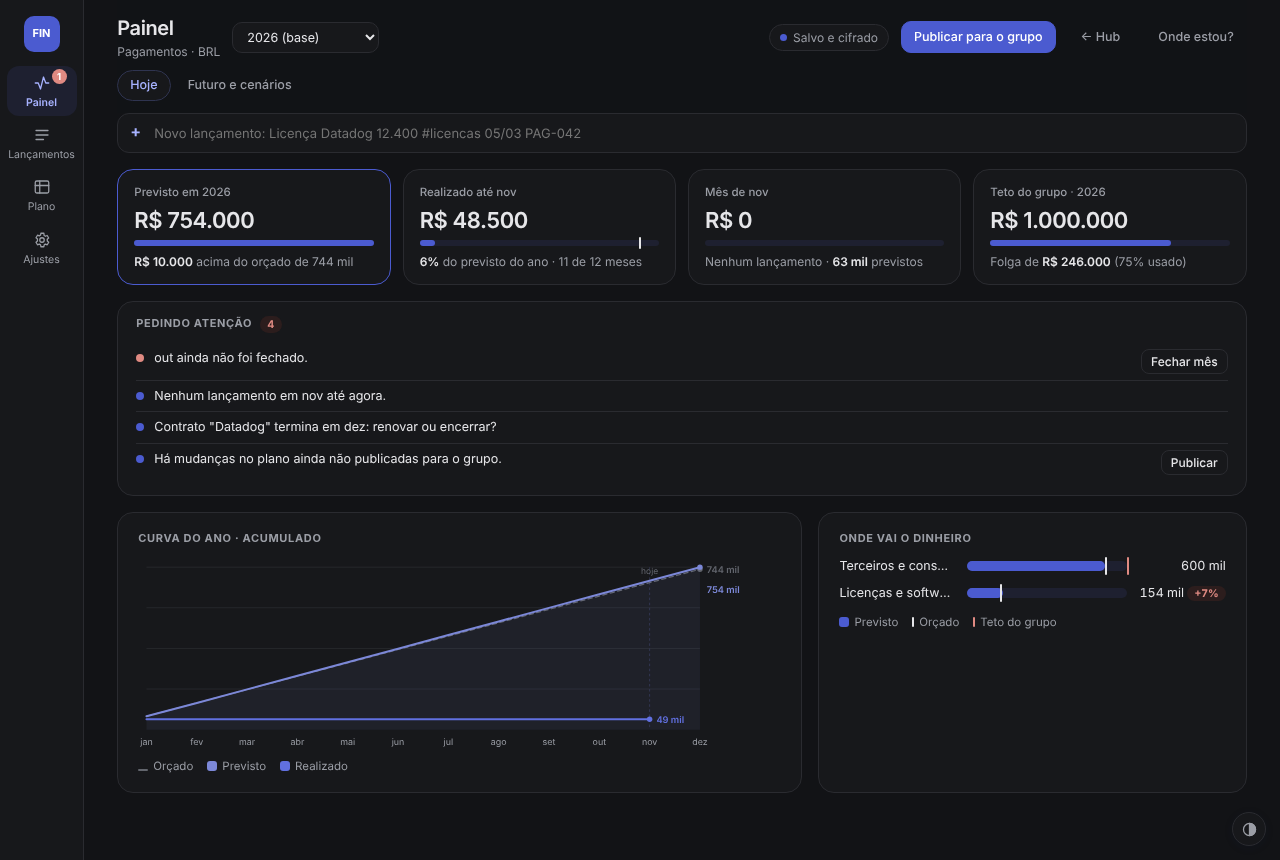 FIN
Painel
Pagamentos · BRL
2026 (base)
Salvo e cifrado
Publicar para o grupo
← Hub
Onde estou?
1
Painel
Lançamentos
Plano
Ajustes
Hoje
Futuro e cenários
+ Novo lançamento: Licença Datadog 12.400 #licencas 05/03 PAG-042
Previsto em 2026
R$ 754.000
R$ 10.000 acima do orçado de 744 mil
Realizado até nov
R$ 48.500
6% do previsto do ano · 11 de 12 meses
Mês de nov
R$ 0
Nenhum lançamento · 63 mil previstos
Teto do grupo · 2026
R$ 1.000.000
Folga de R$ 246.000 (75% usado)
PEDINDO ATENÇÃO 4
out ainda não foi fechado.
Fechar mês
Nenhum lançamento em nov até agora.
Contrato "Datadog" termina em dez: renovar ou encerrar?
Há mudanças no plano ainda não publicadas para o grupo.
Publicar
CURVA DO ANO · ACUMULADO
hoje
744 mil
754 mil
49 mil
jan fev mar abr mai jun jul ago set out nov dez
Orçado Previsto Realizado
ONDE VAI O DINHEIRO
Terceiros e cons... 600 mil
Licenças e softw... 154 mil +7%
Previsto Orçado Teto do grupo